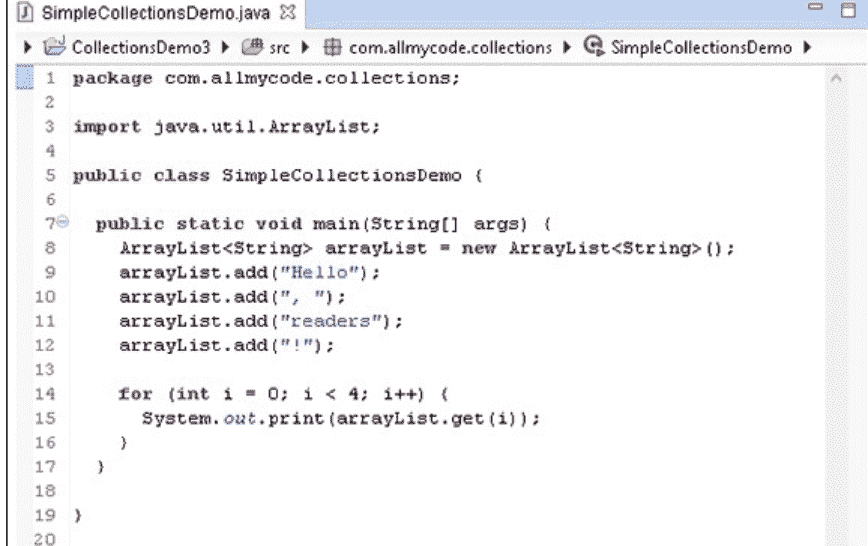 SimpleCollectionsDemo.java
CollectionsDemo3 src com.allmycode.collections SimpleCollectionsDemo
1 package com.allmycode.collections;
2
3 import java.util.ArrayList;
4
5 public class SimpleCollectionsDemo {
6
7 public static void main(String[] args) {
8 ArrayList<String> arrayList = new ArrayList<String>();
9 arrayList.add("Hello");
10 arrayList.add(", ");
11 arrayList.add("readers");
12 arrayList.add("!");
13
14 for (int i = 0; i < 4; i++) {
15 System.out.print(arrayList.get(i));
16 }
17 }
18
19 }
20